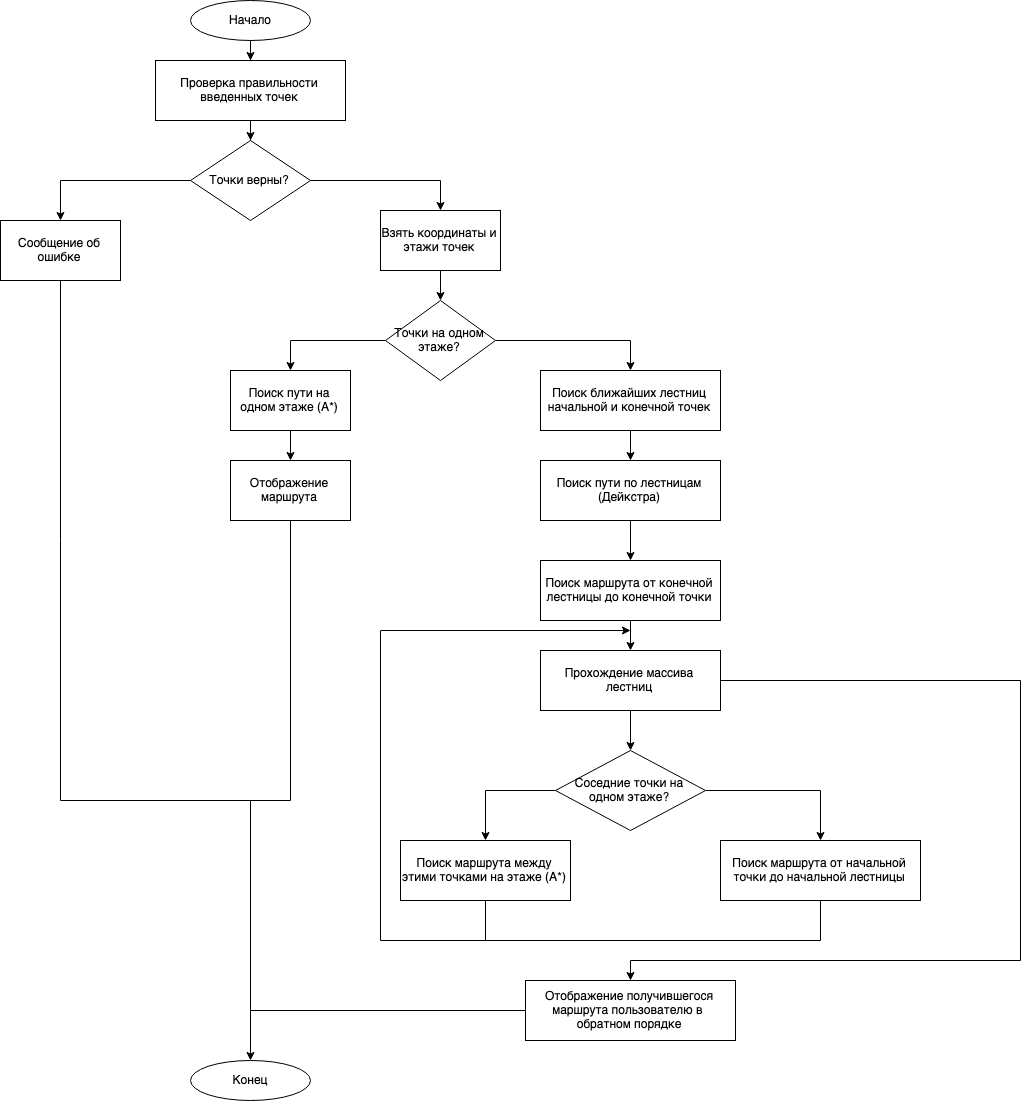 Начало
Проверка правильности
введенных точек
Точки верны?
Сообщение об
ошибке
Взять координаты и
этажи точек
Точки на одном
этаже?
Поиск пути на
одном этаже (A*)
Поиск ближайших лестниц
начальной и конечной точек
Отображение
маршрута
Поиск пути по лестницам
(Дейкстра)
Поиск маршрута от конечной
лестницы до конечной точки
Прохождение массива
лестниц
Соседние точки на
одном этаже?
Поиск маршрута между
этими точками на этаже (A*)
Поиск маршрута от начальной
точки до начальной лестницы
Отображение получившегося
маршрута пользователю в
обратном порядке
Конец